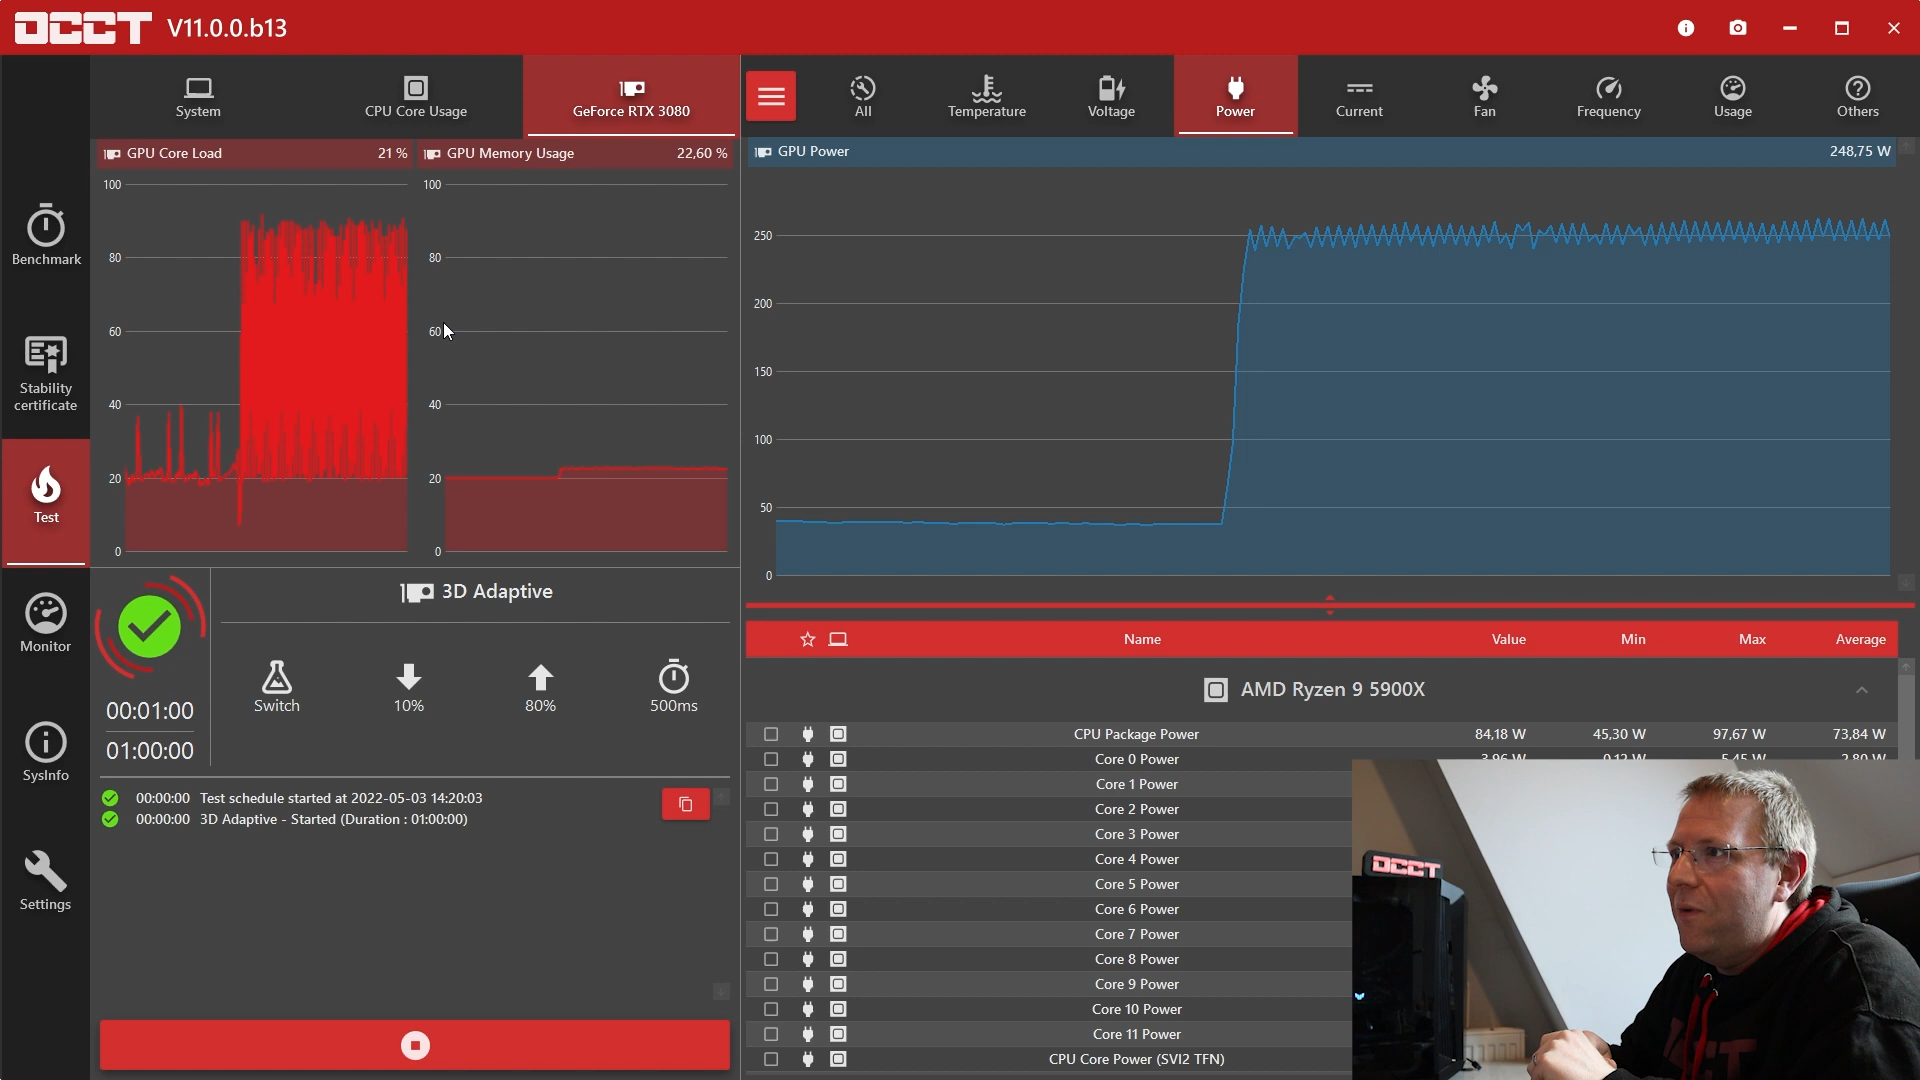 OCCT V11.0.0.b13
System
CPU Core Usage
GeForce RTX 3080
All
Temperature
Voltage
Power
Current
Fan
Frequency
Usage
Others
Benchmark
Stability
certificate
Test
Monitor
SysInfo
Settings
GPU Core Load 21 %
100
80
60
40
20
0
GPU Memory Usage 22,60 %
100
80
60
40
20
0
GPU Power 248,75 W
250
200
150
100
50
0
3D Adaptive
00:01:00
01:00:00
Switch
10%
80%
500ms
00:00:00 Test schedule started at 2022-05-03 14:20:03
00:00:00 3D Adaptive - Started (Duration : 01:00:00)
Name Value Min Max Average
AMD Ryzen 9 5900X
CPU Package Power 84,18 W 45,30 W 97,67 W 73,84 W
Core 0 Power 3,96 W 0,12 W 5,45 W 2,80 W
Core 1 Power
Core 2 Power
Core 3 Power
Core 4 Power
Core 5 Power
Core 6 Power
Core 7 Power
Core 8 Power
Core 9 Power
Core 10 Power
Core 11 Power
CPU Core Power (SVI2 TFN)
OCCT